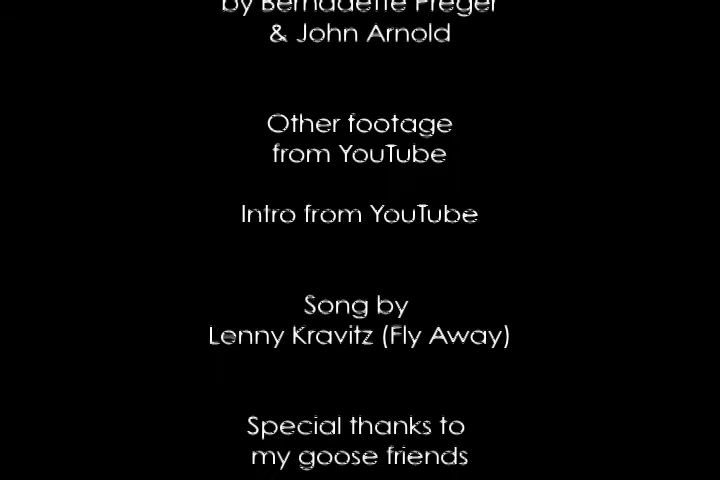 by Bernadette Preger
& John Arnold
Other footage
from YouTube
Intro from YouTube
Song by
Lenny Kravitz (Fly Away)
Special thanks to
my goose friends